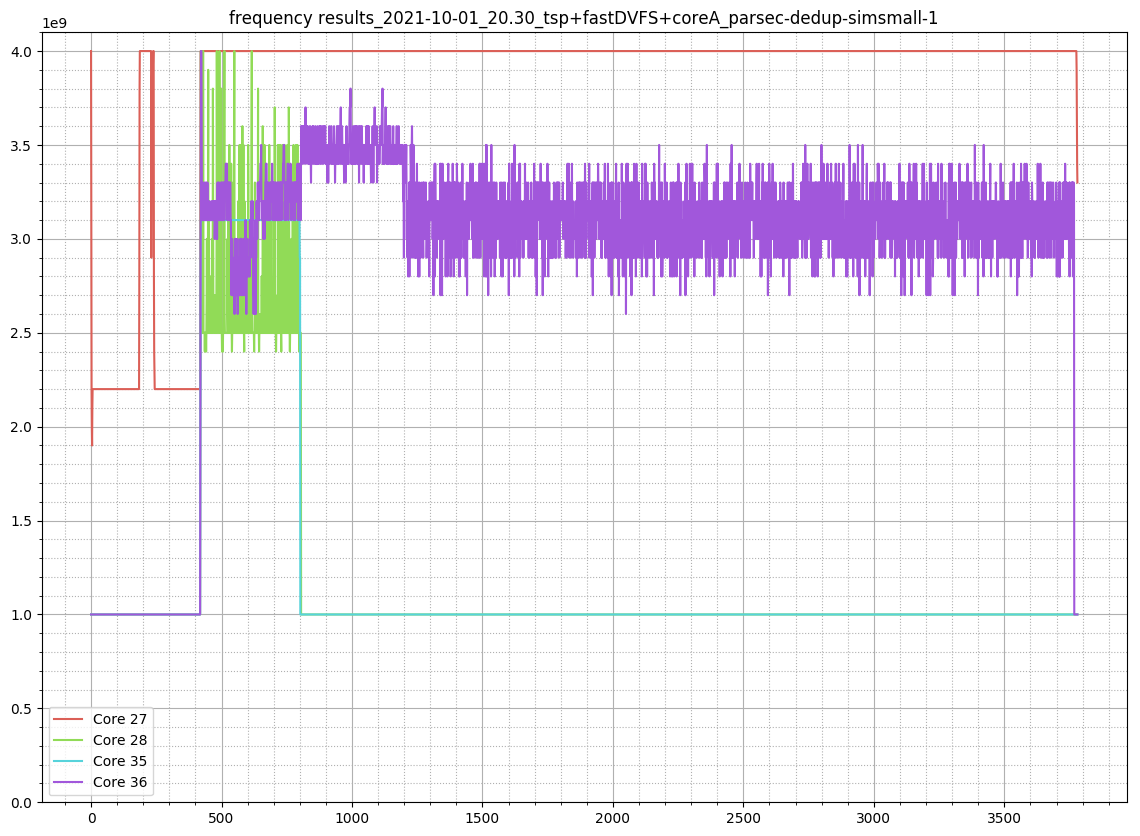 frequency results_2021-10-01_20.30_tsp+fastDVFS+coreA_parsec-dedup-simsmall-1
1e9
4.0
3.5
3.0
2.5
2.0
1.5
1.0
0.5
0.0
Core 27
Core 28
Core 35
Core 36
0 500 1000 1500 2000 2500 3000 3500